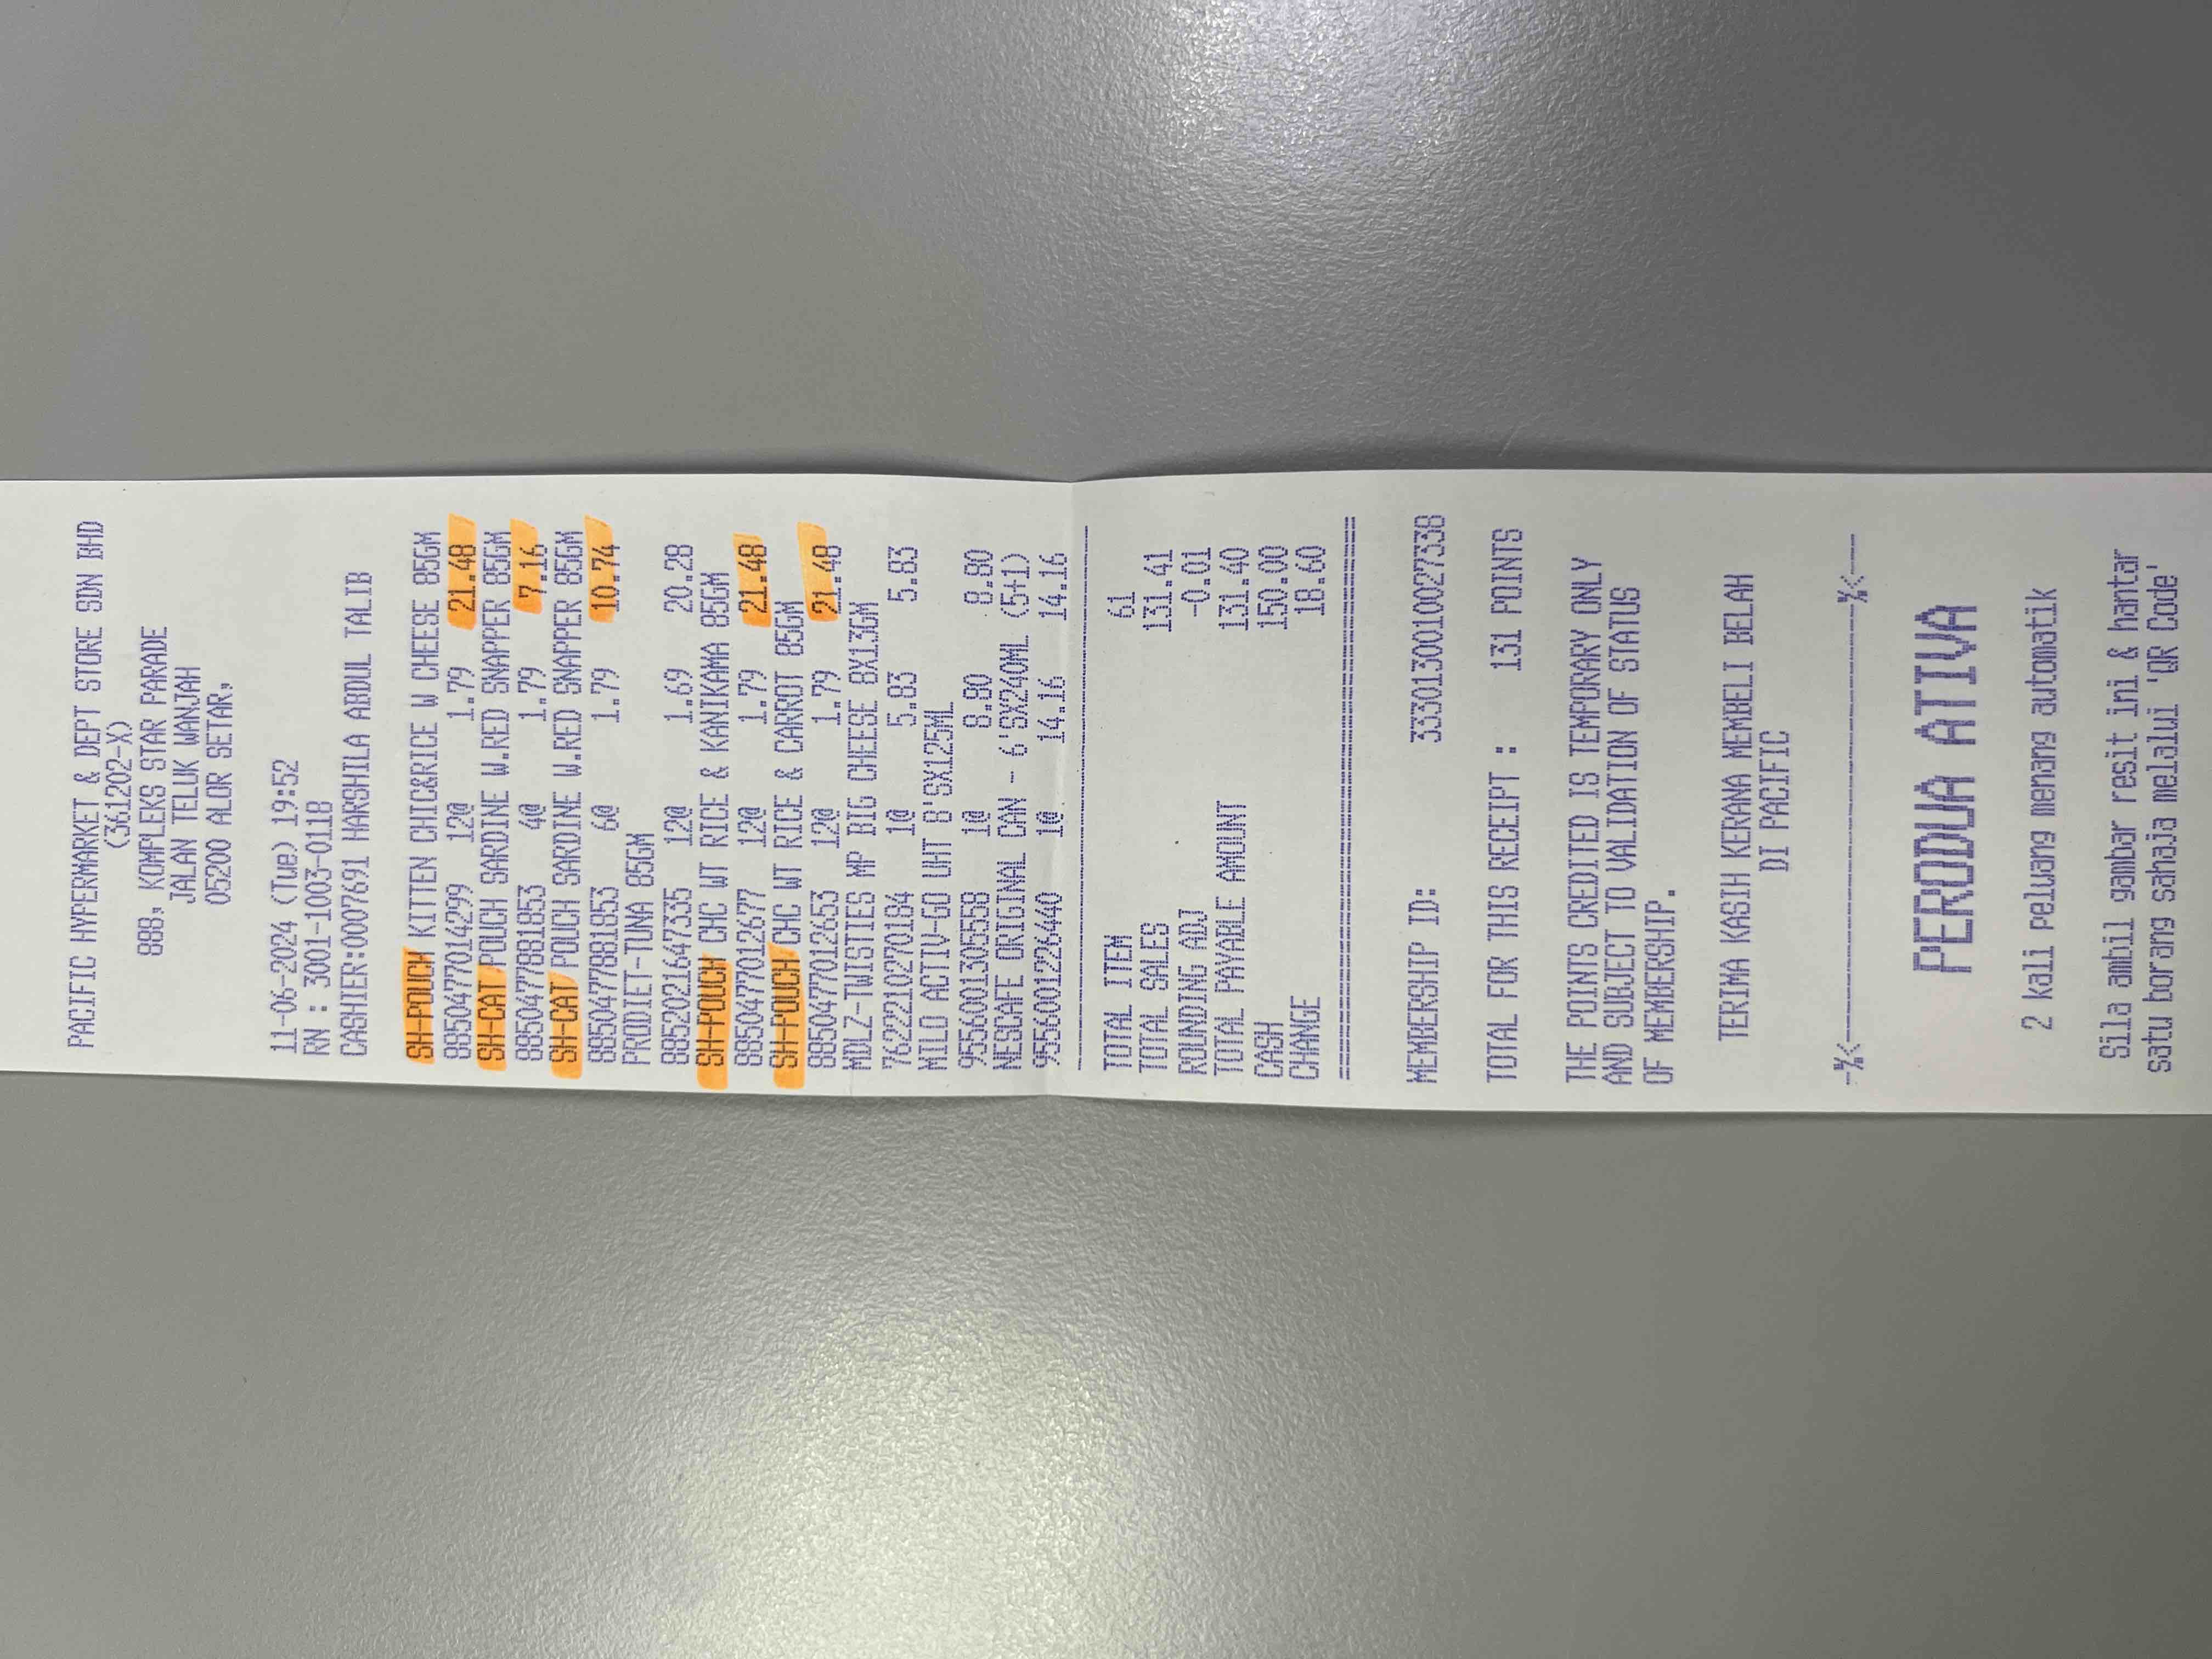 PACIFIC HYPERMARKET & DEPT STORE SDN BHD
(361202-X)
888, KOMPLEKS STAR PARADE
JALAN TELUK WANJAH
05200 ALOR SETAR,
11-06-2024 (Tue) 19:52
RN : 3001-1003-0118
CASHIER:0007691 HARSHILA ABDUL TALIB
SH-POUCH KITTEN CHIC&RICE W CHEESE 85GM
8850477014299 12@ 1.79 21.48
SH-CAT POUCH SARDINE W.RED SNAPPER 85GM
8850477881853 4@ 1.79 7.16
SH-CAT POUCH SARDINE W.RED SNAPPER 85GM
8850477881853 6@ 1.79 10.74
PRODIET-TUNA 85GM
8852021647335 12@ 1.69 20.28
SH-POUCH CHC WT RICE & KANIKAMA 85GM
8850477012677 12@ 1.79 21.48
SH-POUCH CHC WT RICE & CARROT 85GM
8850477012653 12@ 1.79 21.48
MDLZ-TWISTIES MP BIG CHEESE 8X13GM
7622210270184 1@ 5.83 5.83
MILO ACTIV-GO UHT 8'SX125ML
9556001305558 1@ 8.80 8.80
NESCAFE ORIGINAL CAN - 6'SX240ML (5+1)
9556001226440 1@ 14.16 14.16
TOTAL ITEM 61
TOTAL SALES 131.41
ROUNDING ADJ -0.01
TOTAL PAYABLE AMOUNT 131.40
CASH 150.00
CHANGE 18.60
MEMBERSHIP ID: 3330130010027338
TOTAL FOR THIS RECEIPT : 131 POINTS
THE POINTS CREDITED IS TEMPORARY ONLY
AND SUBJECT TO VALIDATION OF STATUS
OF MEMBERSHIP.
TERIMA KASIH KERANA MEMBELI BELAH
DI PACIFIC
-%<--------------------%<----
PERODUA ATIVA
2 kali peluang menang automatik
Sila ambil gambar resit ini & hantar
satu borang sahaja melalui 'QR Code'